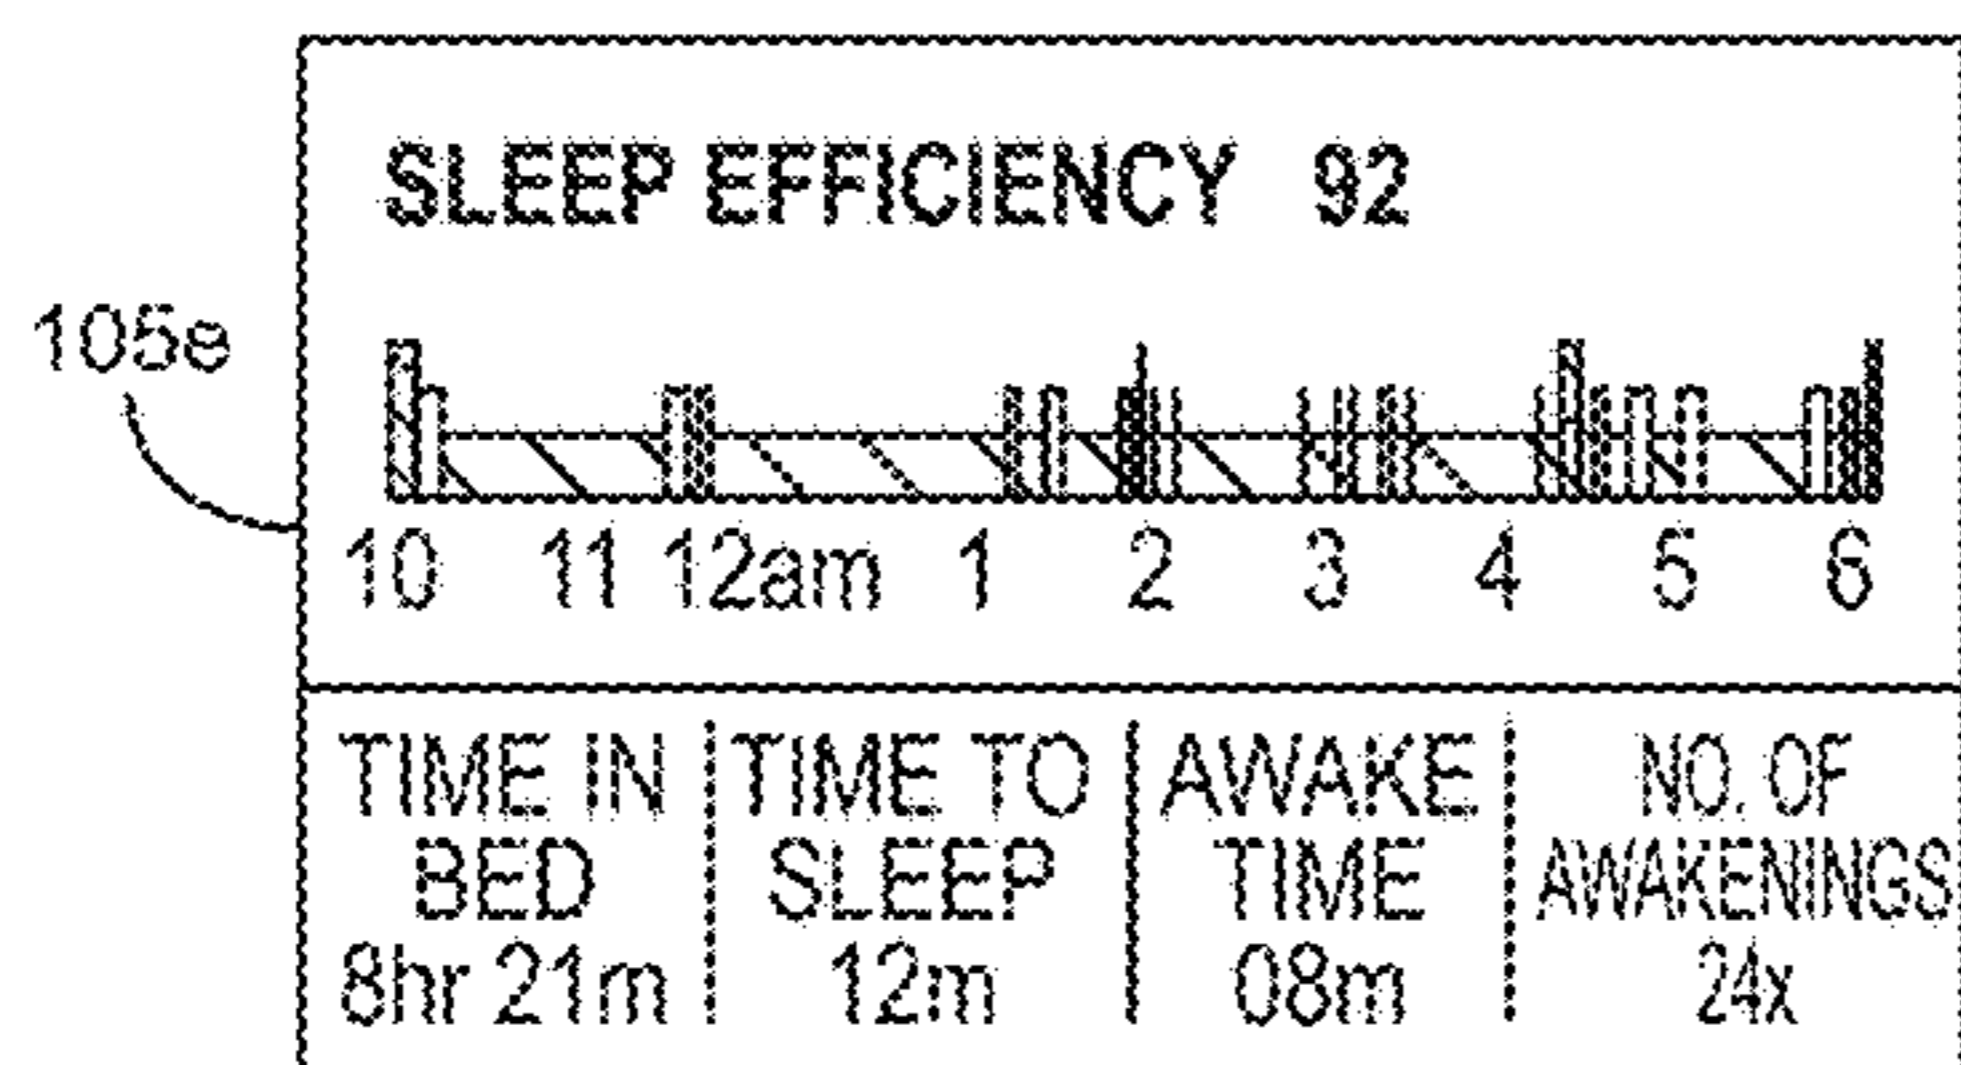 SLEEP EFFICIENCY 92
105e
10 11 12am 1 2 3 4 5 6
TIME IN BED 8hr 21m
TIME TO SLEEP 12m
AWAKE TIME 08m
NO. OF AWAKENINGS 24x